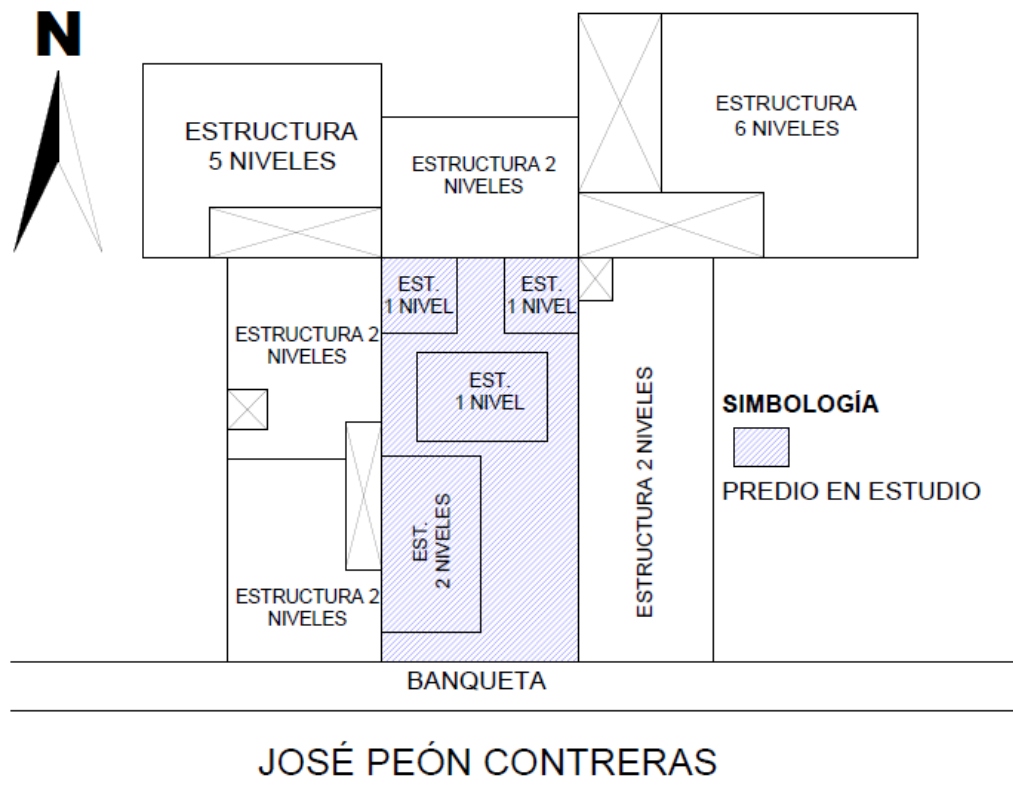 N
ESTRUCTURA
5 NIVELES
ESTRUCTURA 2
NIVELES
ESTRUCTURA
6 NIVELES
EST.
1 NIVEL
EST.
1 NIVEL
ESTRUCTURA 2
NIVELES
EST.
1 NIVEL
ESTRUCTURA 2 NIVELES
SIMBOLOGÍA
PREDIO EN ESTUDIO
EST.
2 NIVELES
ESTRUCTURA 2
NIVELES
BANQUETA
JOSÉ PEÓN CONTRERAS